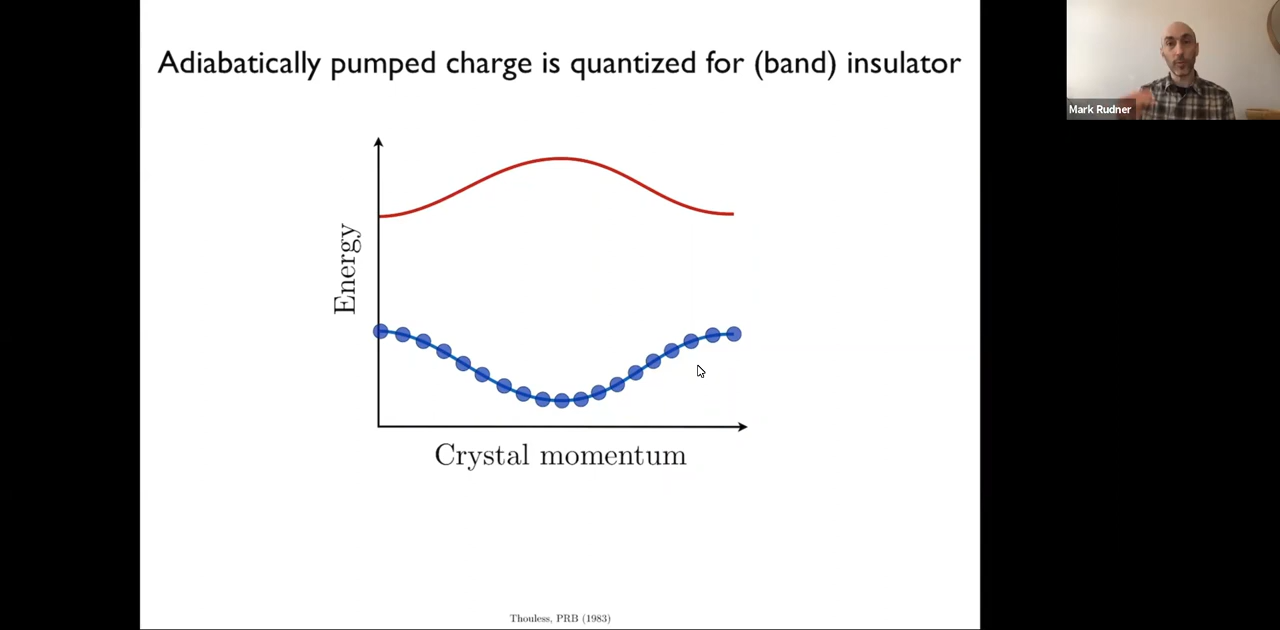 Adiabatically pumped charge is quantized for (band) insulator
Mark Rudner
Energy
Crystal momentum
Thouless, PRB (1983)